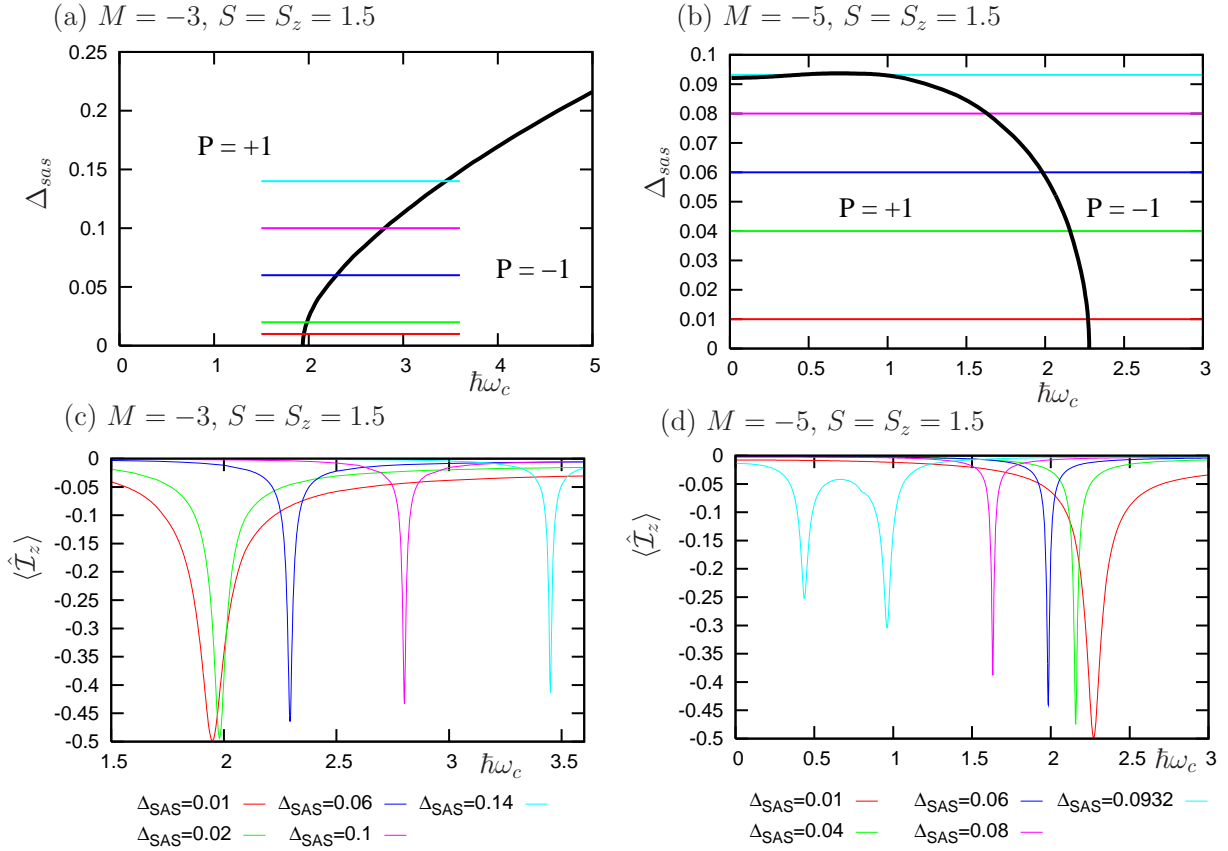 (a) M = −3, S = S_z = 1.5
0.25
0.2
0.15
0.1
0.05
0
Δ_sas
P = +1
P = −1
0 1 2 3 4 5
ħω_c
(b) M = −5, S = S_z = 1.5
0.1
0.09
0.08
0.07
0.06
0.05
0.04
0.03
0.02
0.01
0
Δ_sas
P = +1
P = −1
0 0.5 1 1.5 2 2.5 3
ħω_c
(c) M = −3, S = S_z = 1.5
0
-0.05
-0.1
-0.15
-0.2
-0.25
-0.3
-0.35
-0.4
-0.45
-0.5
⟨Î_z⟩
1.5 2 2.5 3 3.5
ħω_c
Δ_SAS=0.01 Δ_SAS=0.06 Δ_SAS=0.14
Δ_SAS=0.02 Δ_SAS=0.1
(d) M = −5, S = S_z = 1.5
0
-0.05
-0.1
-0.15
-0.2
-0.25
-0.3
-0.35
-0.4
-0.45
-0.5
⟨Î_z⟩
0 0.5 1 1.5 2 2.5 3
ħω_c
Δ_SAS=0.01 Δ_SAS=0.06 Δ_SAS=0.0932
Δ_SAS=0.04 Δ_SAS=0.08